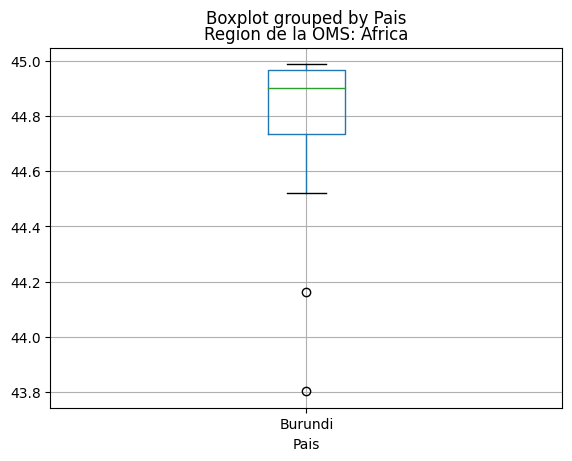 Boxplot grouped by Pais
Region de la OMS: Africa
45.0
44.8
44.6
44.4
44.2
44.0
43.8
Burundi
Pais